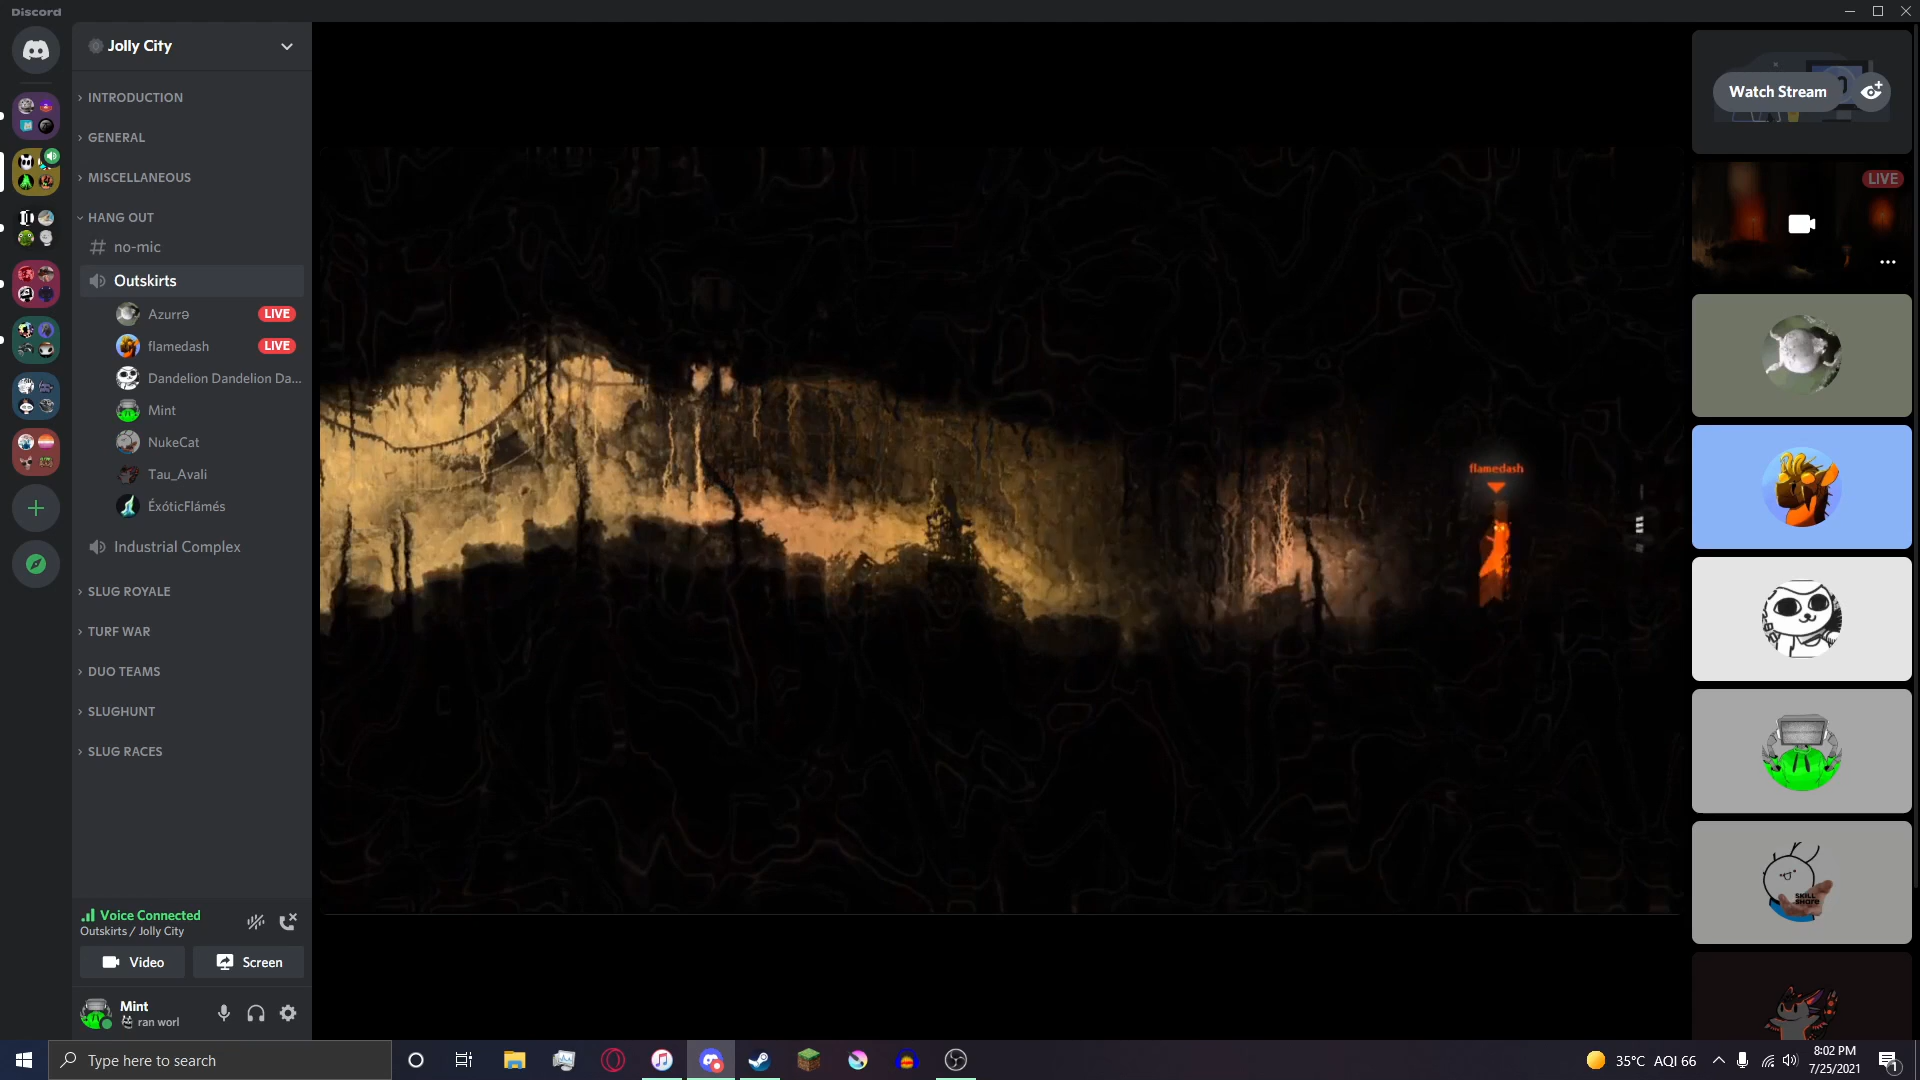 Discord
Jolly City
INTRODUCTION
GENERAL
MISCELLANEOUS
HANG OUT
no-mic
Outskirts
Azurrə LIVE
flamedash LIVE
Dandelion Dandelion Da...
Mint
NukeCat
Tau_Avali
ÉxóticFlámés
Industrial Complex
SLUG ROYALE
TURF WAR
DUO TEAMS
SLUGHUNT
SLUG RACES
Voice Connected
Outskirts / Jolly City
Video
Screen
Mint
ran worl
flamedash
Watch Stream
LIVE
SKILL
SHARE
Type here to search
35°C AQI 66
8:02 PM
7/25/2021
1